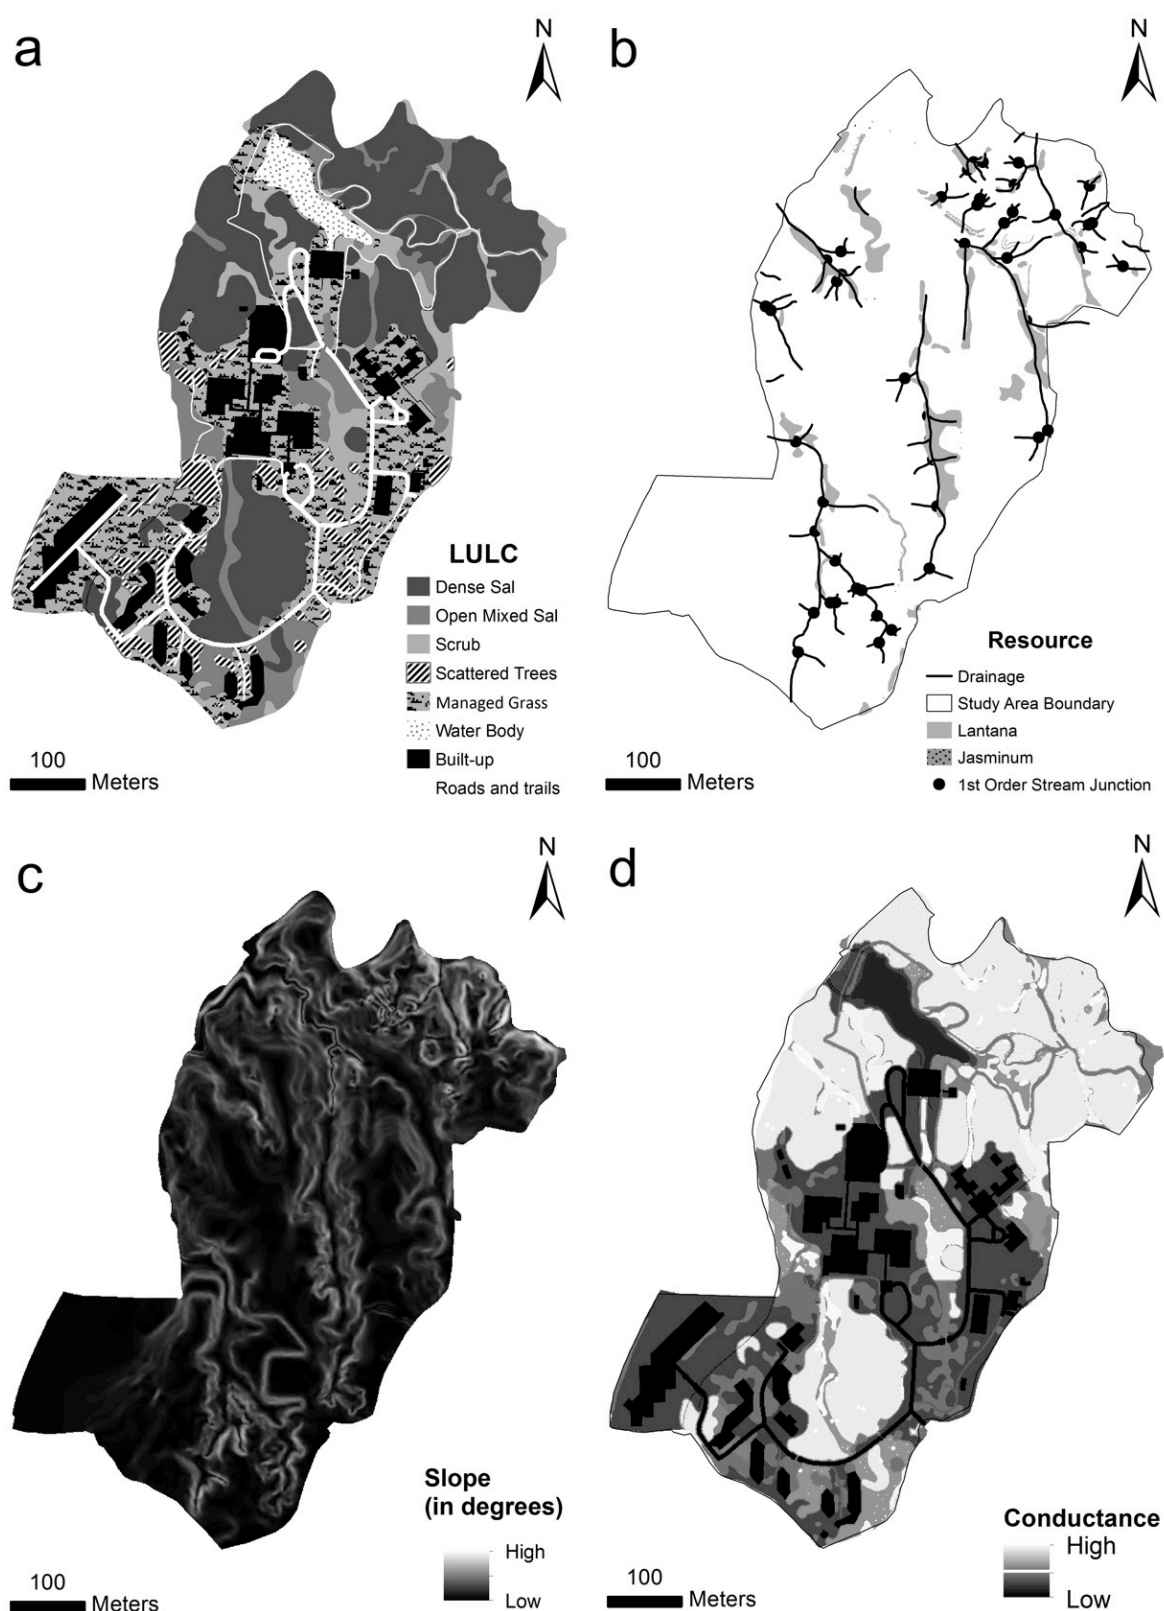 a
N
LULC
Dense Sal
Open Mixed Sal
Scrub
Scattered Trees
Managed Grass
Water Body
Built-up
Roads and trails
100
Meters
b
N
Resource
Drainage
Study Area Boundary
Lantana
Jasminum
1st Order Stream Junction
100
Meters
c
N
Slope
(in degrees)
High
Low
100
Meters
d
N
Conductance
High
Low
100
Meters